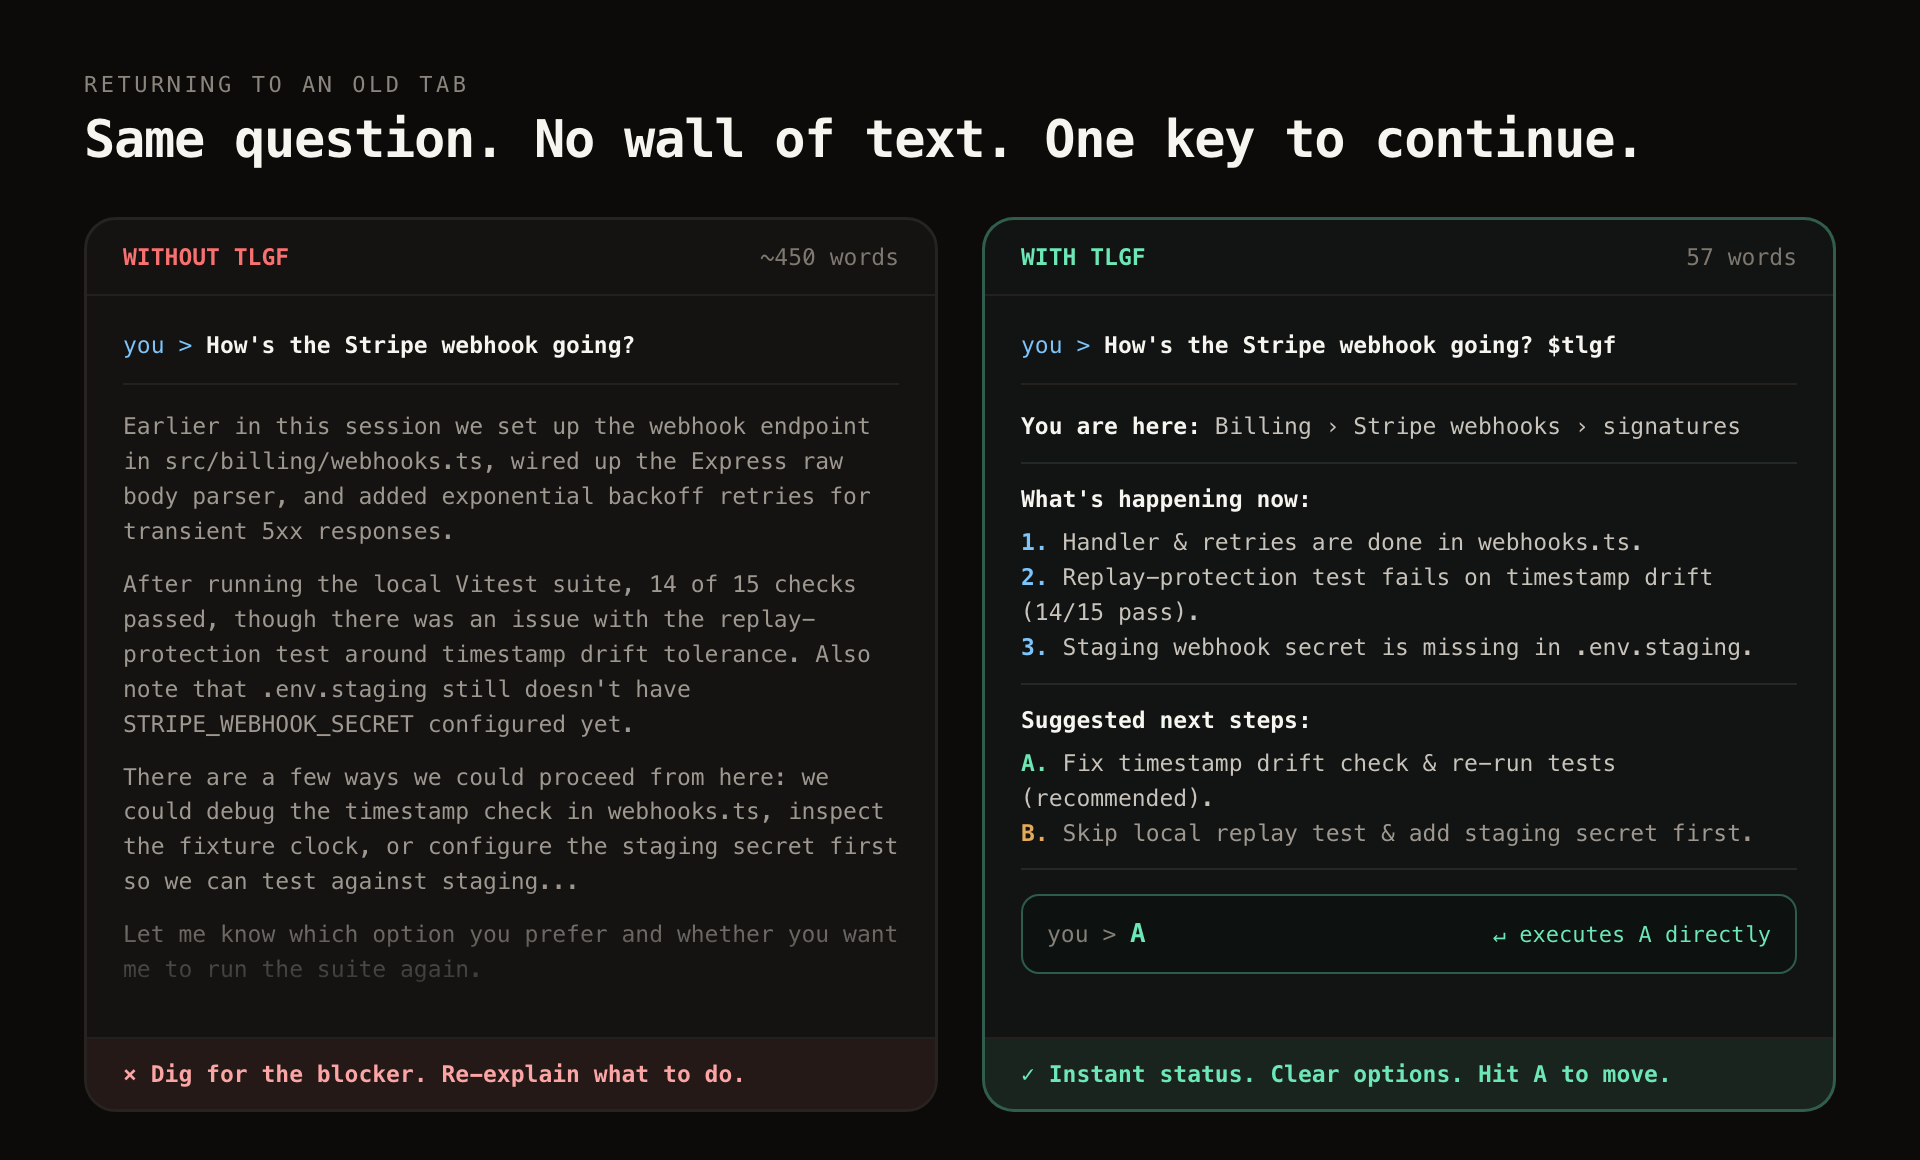 RETURNING TO AN OLD TAB
Same question. No wall of text. One key to continue.
WITHOUT TLGF
~450 words
you > How's the Stripe webhook going?
Earlier in this session we set up the webhook endpoint
in src/billing/webhooks.ts, wired up the Express raw
body parser, and added exponential backoff retries for
transient 5xx responses.
After running the local Vitest suite, 14 of 15 checks
passed, though there was an issue with the replay-
protection test around timestamp drift tolerance. Also
note that .env.staging still doesn't have
STRIPE_WEBHOOK_SECRET configured yet.
There are a few ways we could proceed from here: we
could debug the timestamp check in webhooks.ts, inspect
the fixture clock, or configure the staging secret first
so we can test against staging...
Let me know which option you prefer and whether you want
me to run the suite again.
× Dig for the blocker. Re-explain what to do.
WITH TLGF
57 words
you > How's the Stripe webhook going? $tlgf
You are here: Billing › Stripe webhooks › signatures
What's happening now:
1. Handler & retries are done in webhooks.ts.
2. Replay-protection test fails on timestamp drift
(14/15 pass).
3. Staging webhook secret is missing in .env.staging.
Suggested next steps:
A. Fix timestamp drift check & re-run tests
(recommended).
B. Skip local replay test & add staging secret first.
you > A
↵ executes A directly
✓ Instant status. Clear options. Hit A to move.